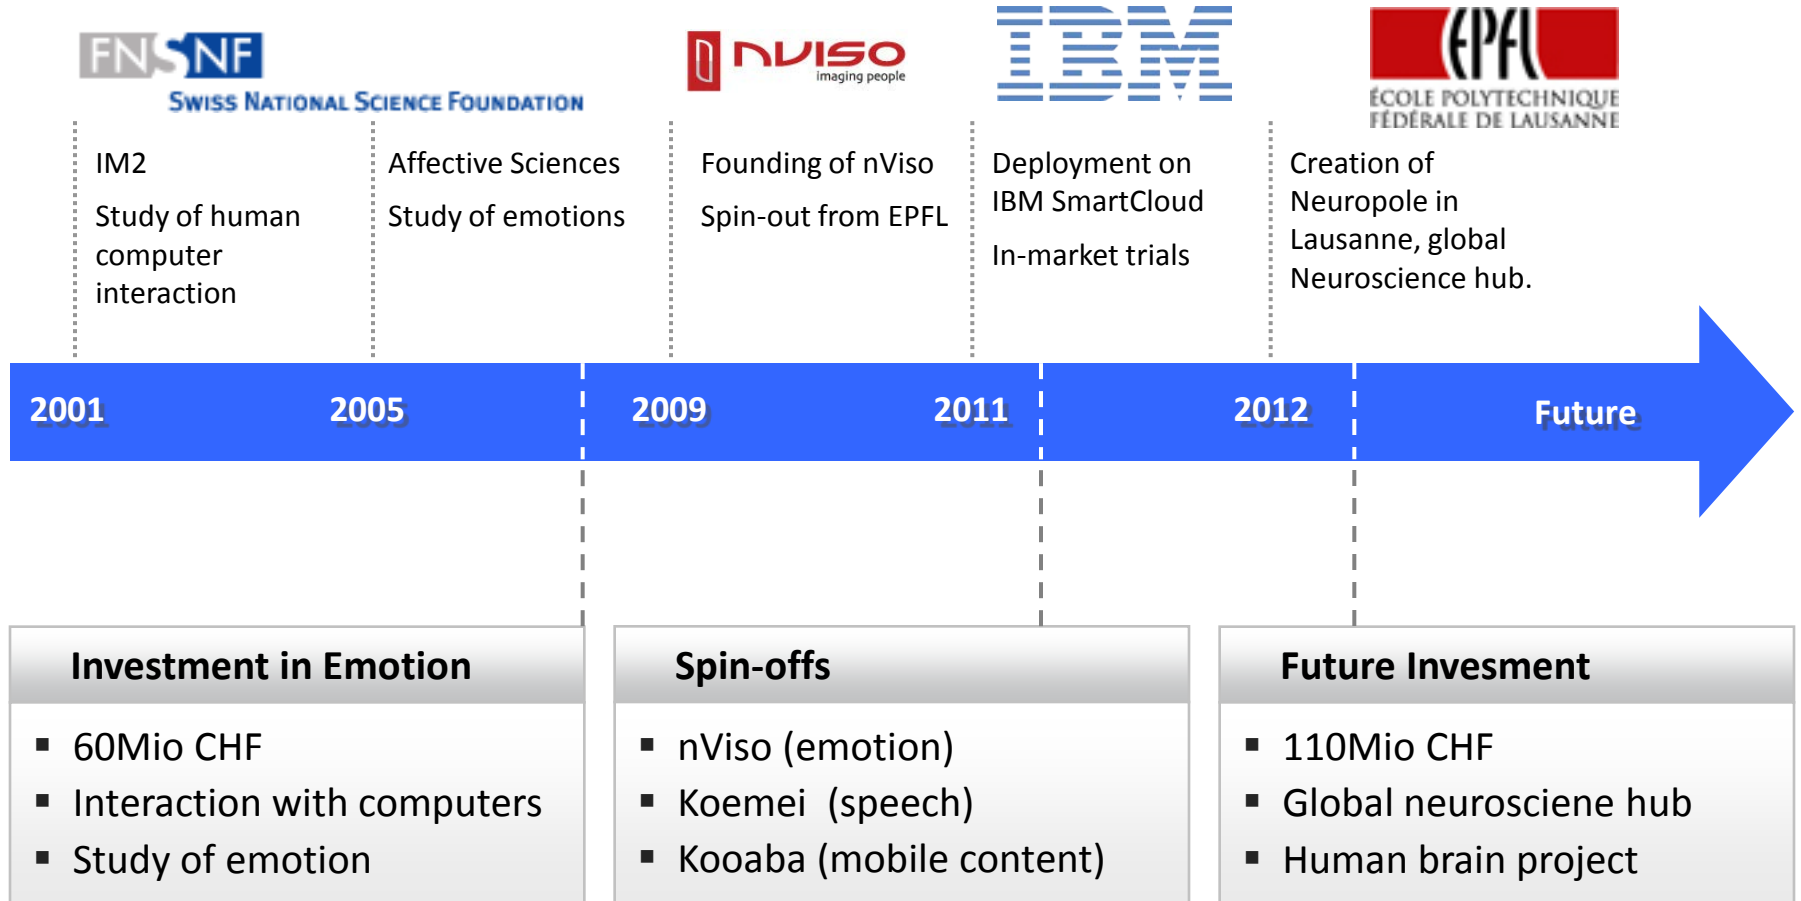 FNSNF
SWISS NATIONAL SCIENCE FOUNDATION
nviso
imaging people
IBM
EPFL
ÉCOLE POLYTECHNIQUE
FÉDÉRALE DE LAUSANNE
IM2
Study of human
computer
interaction
Affective Sciences
Study of emotions
Founding of nViso
Spin-out from EPFL
Deployment on
IBM SmartCloud
In-market trials
Creation of
Neuropole in
Lausanne, global
Neuroscience hub.
2001
2005
2009
2011
2012
Future
Investment in Emotion
▪ 60Mio CHF
▪ Interaction with computers
▪ Study of emotion
Spin-offs
▪ nViso (emotion)
▪ Koemei (speech)
▪ Kooaba (mobile content)
Future Invesment
▪ 110Mio CHF
▪ Global neurosciene hub
▪ Human brain project